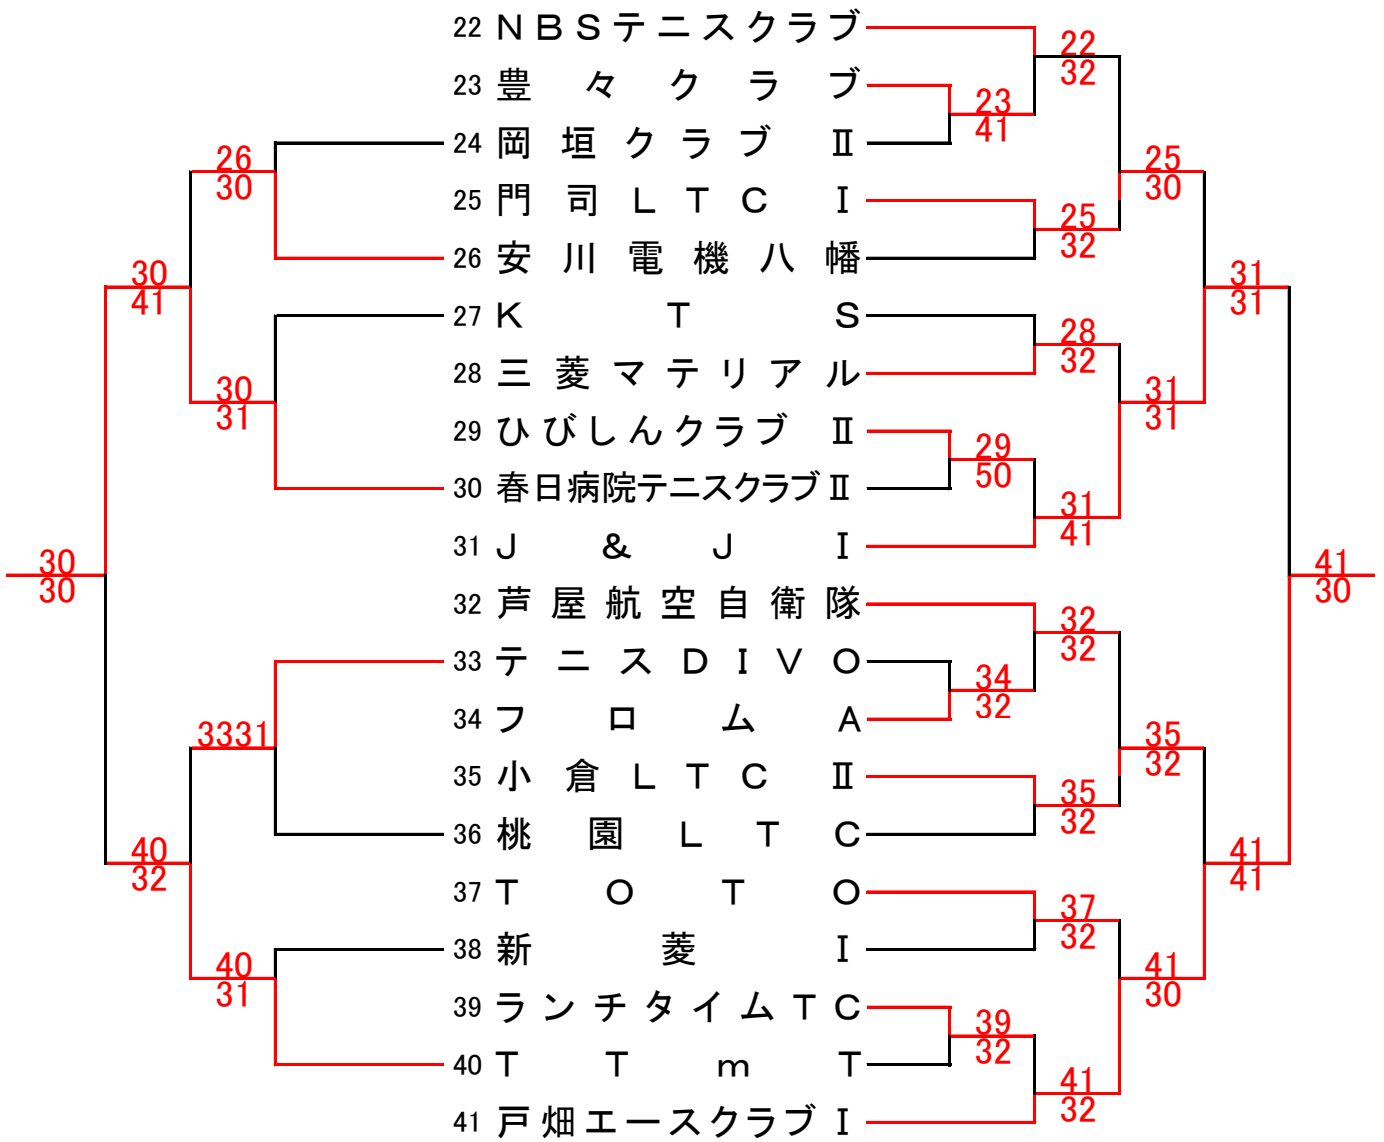 22 NBSテニスクラブ
23 豊々クラブ
24 岡垣クラブⅡ
25 門司LTCⅠ
26 安川電機八幡
27 KTS
28 三菱マテリアル
29 ひびしんクラブⅡ
30 春日病院テニスクラブⅡ
31 J&JⅠ
32 芦屋航空自衛隊
33 テニスDIVO
34 フロムA
35 小倉LTCⅡ
36 桃園LTC
37 TOTO
38 新菱Ⅰ
39 ランチタイムTC
40 TTmT
41 戸畑エースクラブⅠ
26
30
30
41
30
31
30
30
3331
40
32
40
31
22
32
23
41
25
30
25
32
31
31
28
32
31
31
29
50
31
41
41
30
32
32
34
32
35
32
35
32
41
41
37
32
41
30
39
32
41
32